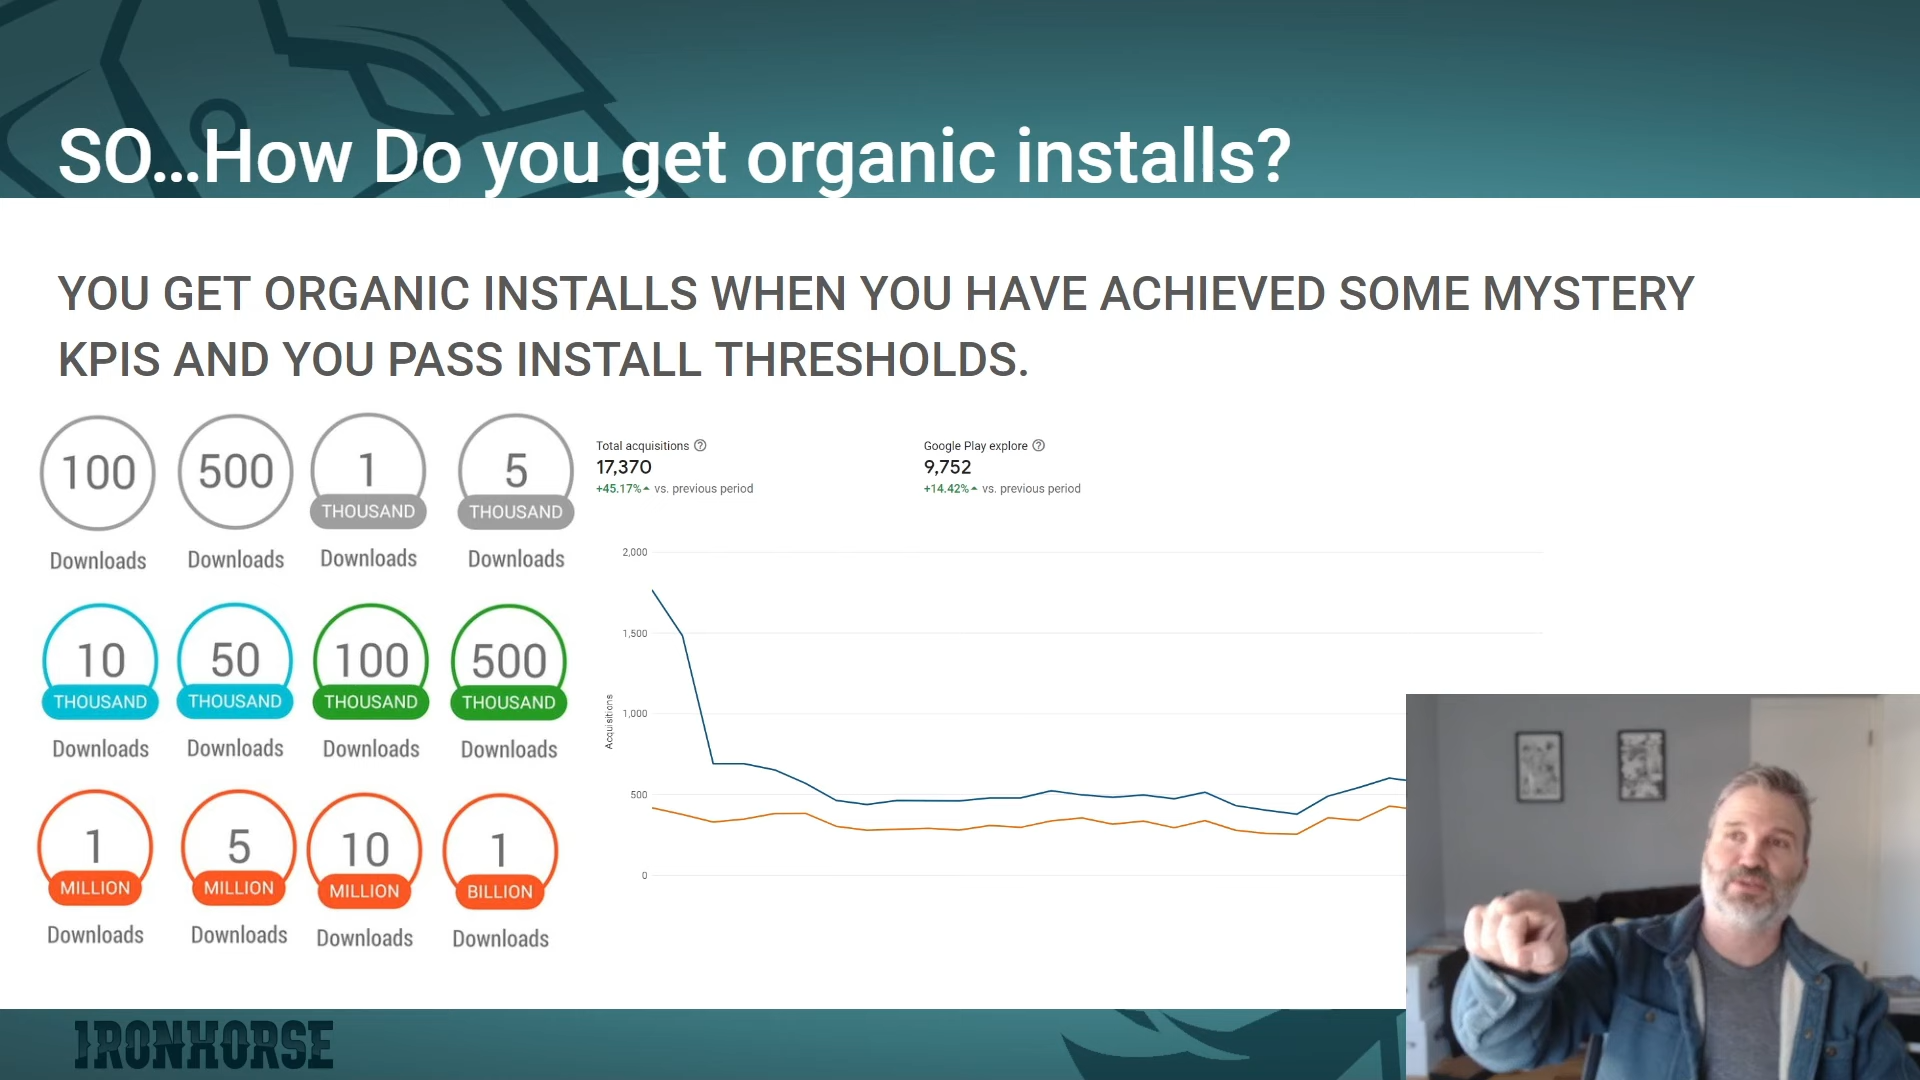 SO...How Do you get organic installs?
YOU GET ORGANIC INSTALLS WHEN YOU HAVE ACHIEVED SOME MYSTERY
KPIS AND YOU PASS INSTALL THRESHOLDS.
100
Downloads
500
Downloads
1
THOUSAND
Downloads
5
THOUSAND
Downloads
10
THOUSAND
Downloads
50
THOUSAND
Downloads
100
THOUSAND
Downloads
500
THOUSAND
Downloads
1
MILLION
Downloads
5
MILLION
Downloads
10
MILLION
Downloads
1
BILLION
Downloads
Total acquisitions ?
17,370
+45.17% vs. previous period
Google Play explore ?
9,752
+14.42% vs. previous period
Acquisitions
2,000
1,500
1,000
500
0
IRONHORSE